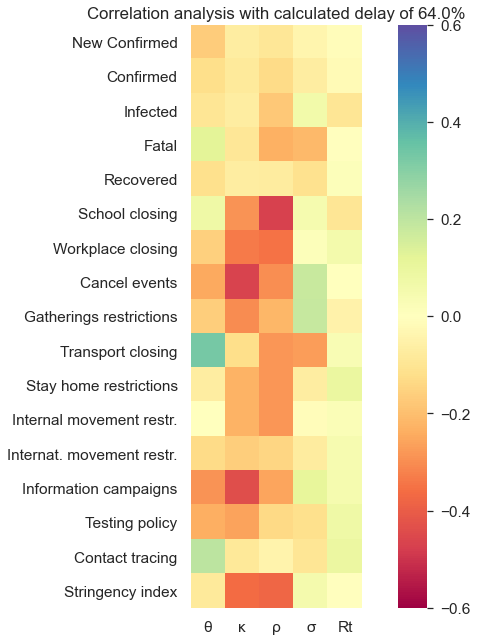 Correlation analysis with calculated delay of 64.0%
New Confirmed
Confirmed
Infected
Fatal
Recovered
School closing
Workplace closing
Cancel events
Gatherings restrictions
Transport closing
Stay home restrictions
Internal movement restr.
Internat. movement restr.
Information campaigns
Testing policy
Contact tracing
Stringency index
θ κ ρ σ Rt
0.6
0.4
0.2
0.0
−0.2
−0.4
−0.6